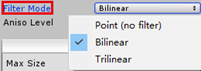 Filter Mode Bilinear
Aniso Level Point (no filter)
Bilinear
Trilinear
Max Size